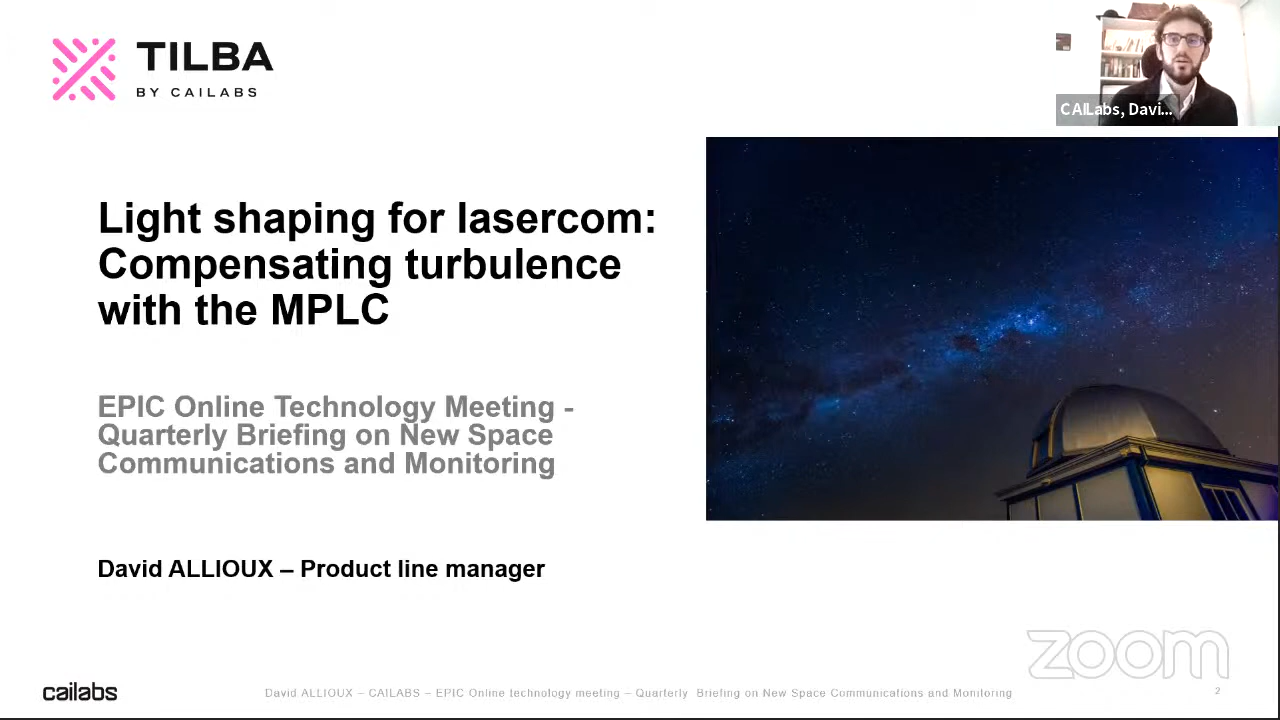 TILBA
BY CAILABS
CAILabs, Davi...
Light shaping for lasercom:
Compensating turbulence
with the MPLC
EPIC Online Technology Meeting -
Quarterly Briefing on New Space
Communications and Monitoring
David ALLIOUX – Product line manager
zoom
cailabs
David ALLIOUX – CAILABS – EPIC Online technology meeting – Quarterly Briefing on New Space Communications and Monitoring
2